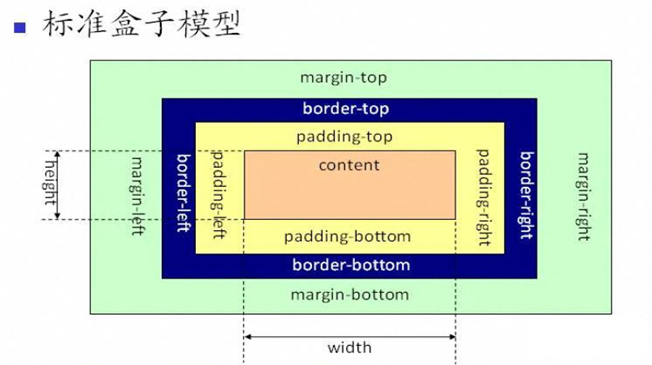 标准盒子模型
margin-top
border-top
padding-top
content
height
margin-left
border-left
padding-left
padding-right
border-right
margin-right
padding-bottom
border-bottom
margin-bottom
width